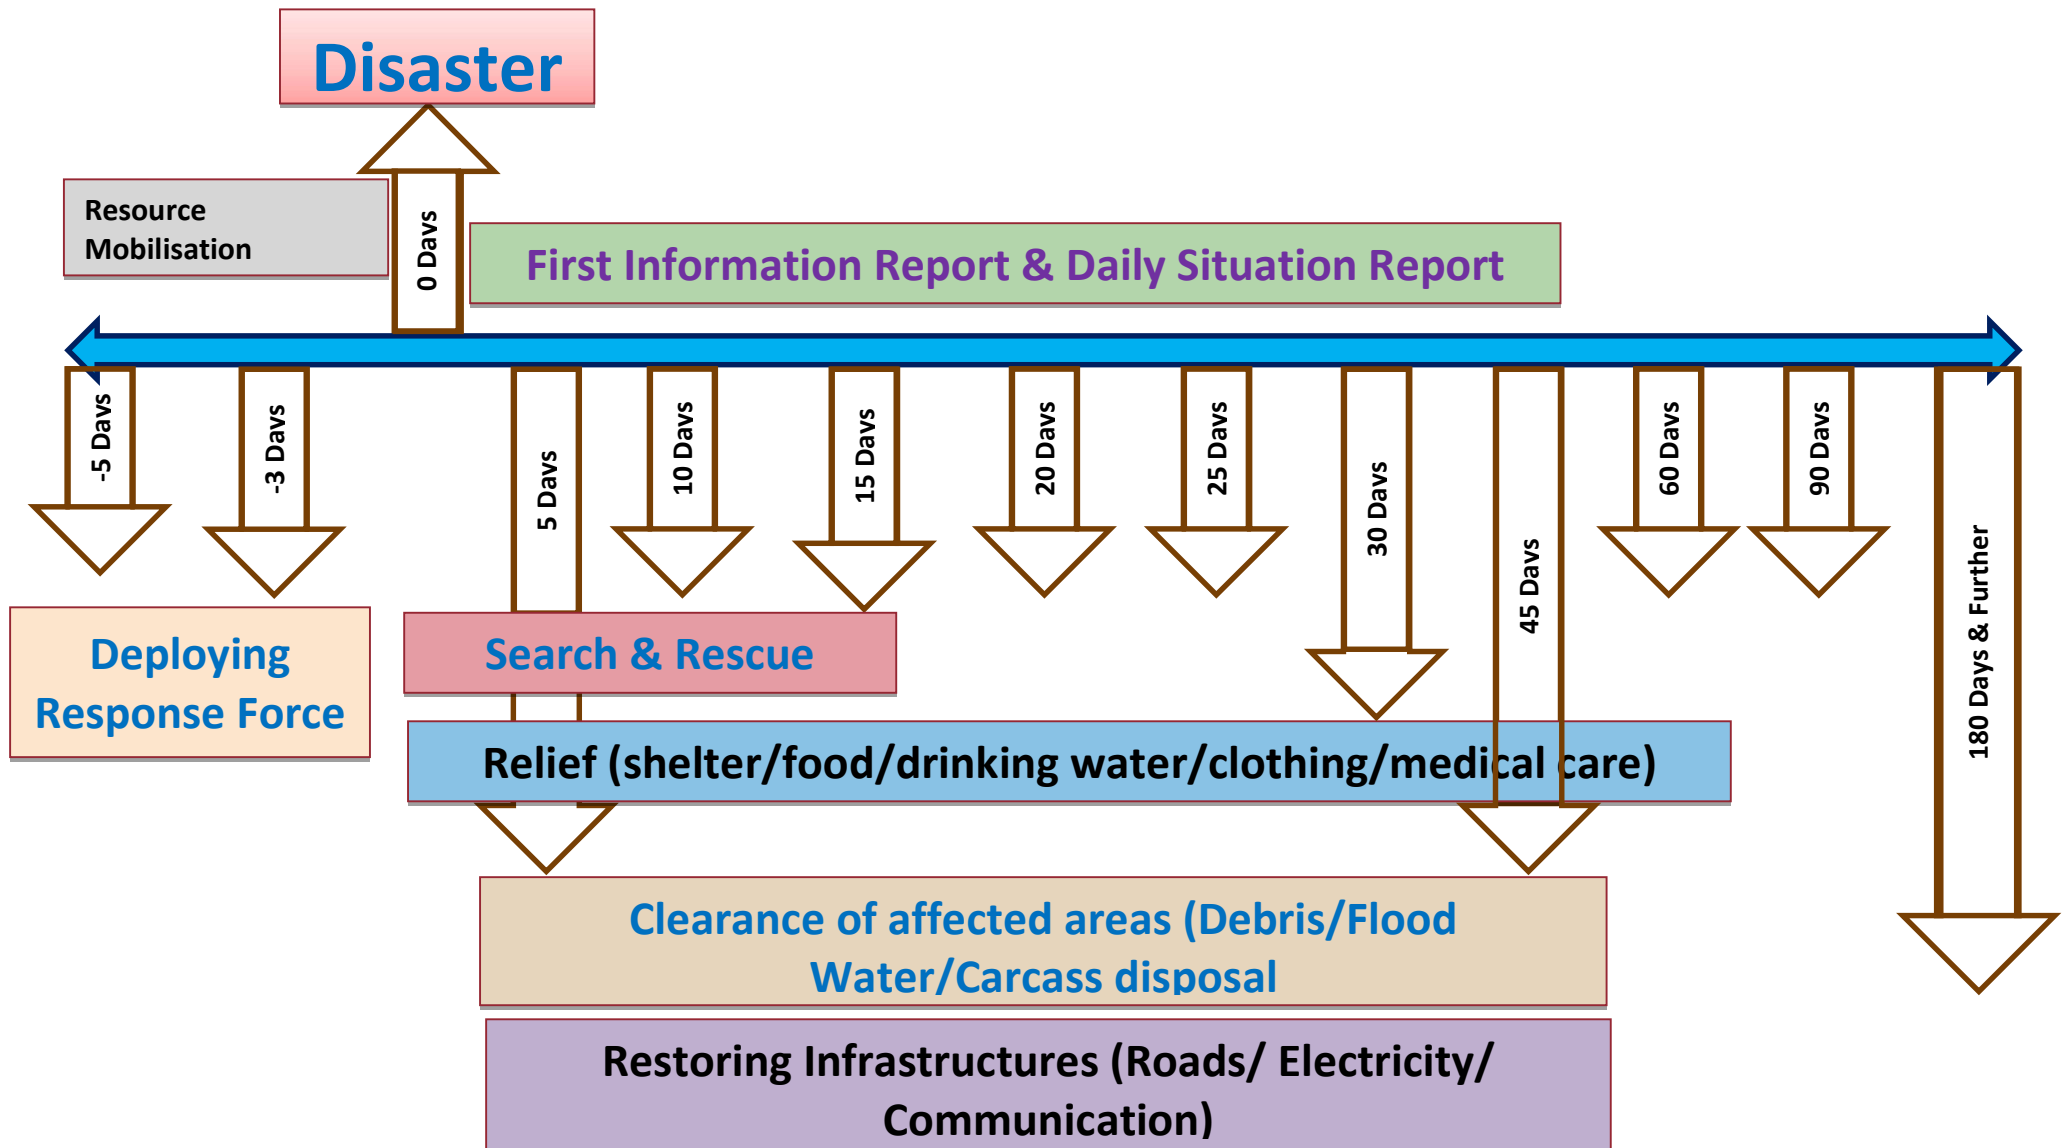 Disaster
Resource
Mobilisation
0 Days
First Information Report & Daily Situation Report
-5 Days
-3 Days
5 Days
10 Days
15 Days
20 Days
25 Days
30 Days
45 Days
60 Days
90 Days
180 Days & Further
Deploying
Response Force
Search & Rescue
Relief (shelter/food/drinking water/clothing/medical care)
Clearance of affected areas (Debris/Flood
Water/Carcass disposal
Restoring Infrastructures (Roads/ Electricity/
Communication)